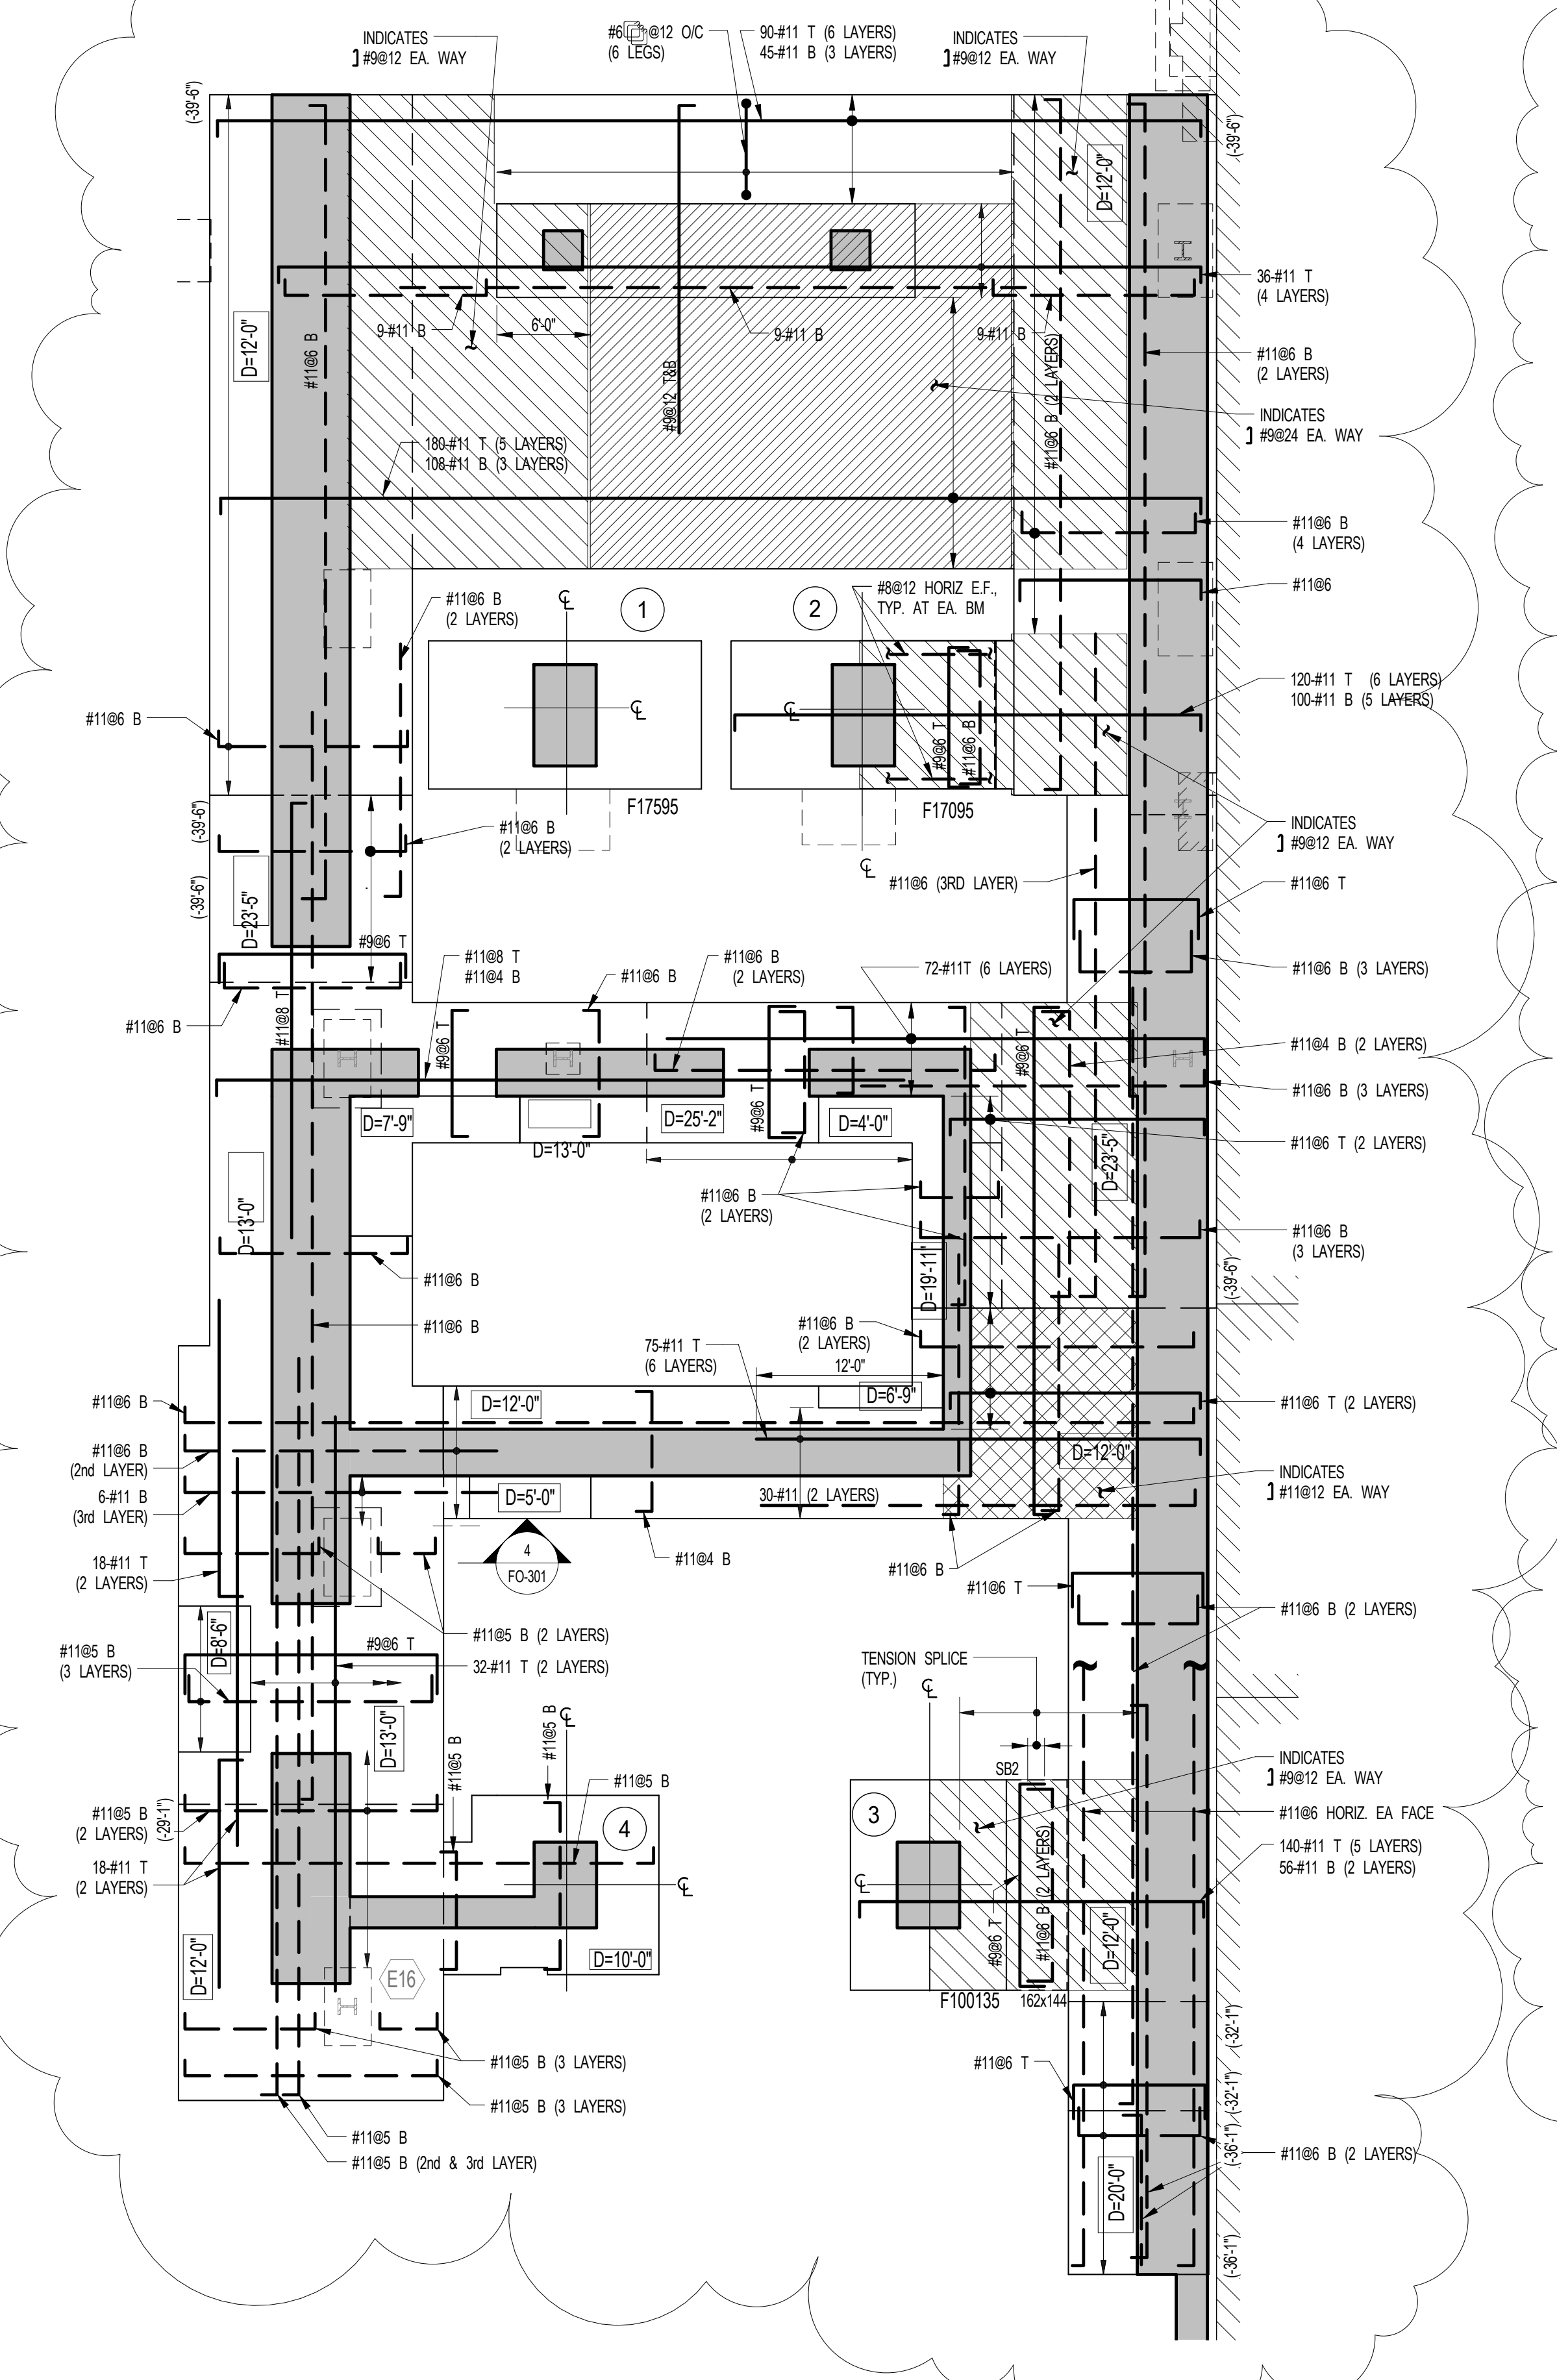 INDICATES
#9@12 EA. WAY
#6 @12 O/C
(6 LEGS)
90-#11 T (6 LAYERS)
45-#11 B (3 LAYERS)
INDICATES
#9@12 EA. WAY
(-39'-6")
(-39'-6")
D=12'-0"
H
36-#11 T
(4 LAYERS)
9-#11 B
6'-0"
9-#11 B
9-#11 B
D=12'-0"
#11@6 B
#9@12 T&B
#11@6 B (2 LAYERS)
#11@6 B
(2 LAYERS)
INDICATES
#9@24 EA. WAY
180-#11 T (5 LAYERS)
108-#11 B (3 LAYERS)
#11@6 B
(4 LAYERS)
#11@6
#11@6 B
(2 LAYERS)
℄
1
2
#8@12 HORIZ E.F.,
TYP. AT EA. BM
120-#11 T (6 LAYERS)
100-#11 B (5 LAYERS)
#11@6 B
℄
℄
#9@6 T
#11@6 B
F17595
F17095
H
(-39'-6")
#11@6 B
(2 LAYERS)
INDICATES
#9@12 EA. WAY
℄
#11@6 (3RD LAYER)
#11@6 T
(-39'-6")
D=23'-5"
#9@6 T
#11@8 T
#11@4 B
#11@6 B
#11@6 B
(2 LAYERS)
72-#11T (6 LAYERS)
#11@6 B (3 LAYERS)
#11@6 B
#11@8 T
H
#9@6 T
H
#9@6 T
H
#11@4 B (2 LAYERS)
#11@6 B (3 LAYERS)
D=7'-9"
D=13'-0"
D=25'-2"
#9@6 T
D=4'-0"
#11@6 T (2 LAYERS)
D=23'-5"
#11@6 B
(2 LAYERS)
D=13'-0"
#11@6 B
(3 LAYERS)
#11@6 B
D=19'-11"
(-39'-6")
#11@6 B
#11@6 B
(2 LAYERS)
75-#11 T
(6 LAYERS)
12'-0"
D=6'-9"
D=12'-0"
#11@6 B
#11@6 T (2 LAYERS)
#11@6 B
(2nd LAYER)
D=12'-0"
6-#11 B
(3rd LAYER)
D=5'-0"
30-#11 (2 LAYERS)
INDICATES
#11@12 EA. WAY
4
FO-301
#11@4 B
#11@6 B
18-#11 T
(2 LAYERS)
#11@6 T
#11@6 B (2 LAYERS)
D=8'-6"
#11@5 B (2 LAYERS)
#11@5 B
(3 LAYERS)
#9@6 T
32-#11 T (2 LAYERS)
TENSION SPLICE
(TYP.)
℄
D=13'-0"
#11@5 B
#11@5 B
℄
SB2
INDICATES
#9@12 EA. WAY
#11@5 B
#11@5 B
(2 LAYERS)
(-29'-1")
4
3
#11@6 HORIZ. EA FACE
140-#11 T (5 LAYERS)
56-#11 B (2 LAYERS)
18-#11 T
(2 LAYERS)
℄
℄
#9@6 T
#11@6 B (2 LAYERS)
D=12'-0"
D=12'-0"
D=10'-0"
E16
H
F100135
162x144
(-32'-1")
#11@5 B (3 LAYERS)
#11@6 T
(-32'-1")
#11@5 B (3 LAYERS)
#11@5 B
#11@5 B (2nd & 3rd LAYER)
(-36'-1")
#11@6 B (2 LAYERS)
D=20'-0"
(-36'-1")